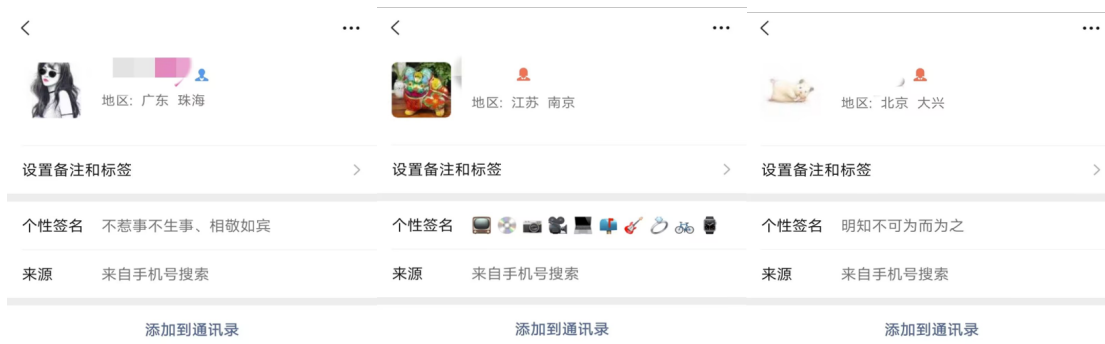 地区: 广东 珠海
设置备注和标签
个性签名 不惹事不生事、相敬如宾
来源 来自手机号搜索
添加到通讯录
地区: 江苏 南京
设置备注和标签
个性签名 📺💿📷🎥💻📫🎸💍🚲⌚
来源 来自手机号搜索
添加到通讯录
地区: 北京 大兴
设置备注和标签
个性签名 明知不可为而为之
来源 来自手机号搜索
添加到通讯录